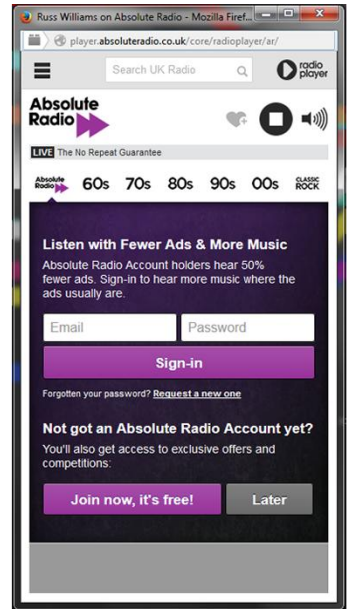 Russ Williams on Absolute Radio - Mozilla Firef...
player.absoluteradio.co.uk/core/radioplayer/ar/
Search UK Radio
radio
player
Absolute
Radio
LIVE The No Repeat Guarantee
Absolute
Radio
60s 70s 80s 90s 00s
CLASSIC
ROCK
Listen with Fewer Ads & More Music
Absolute Radio Account holders hear 50%
fewer ads. Sign-in to hear more music where the
ads usually are.
Email Password
Sign-in
Forgotten your password? Request a new one
Not got an Absolute Radio Account yet?
You'll also get access to exclusive offers and
competitions:
Join now, it's free! Later